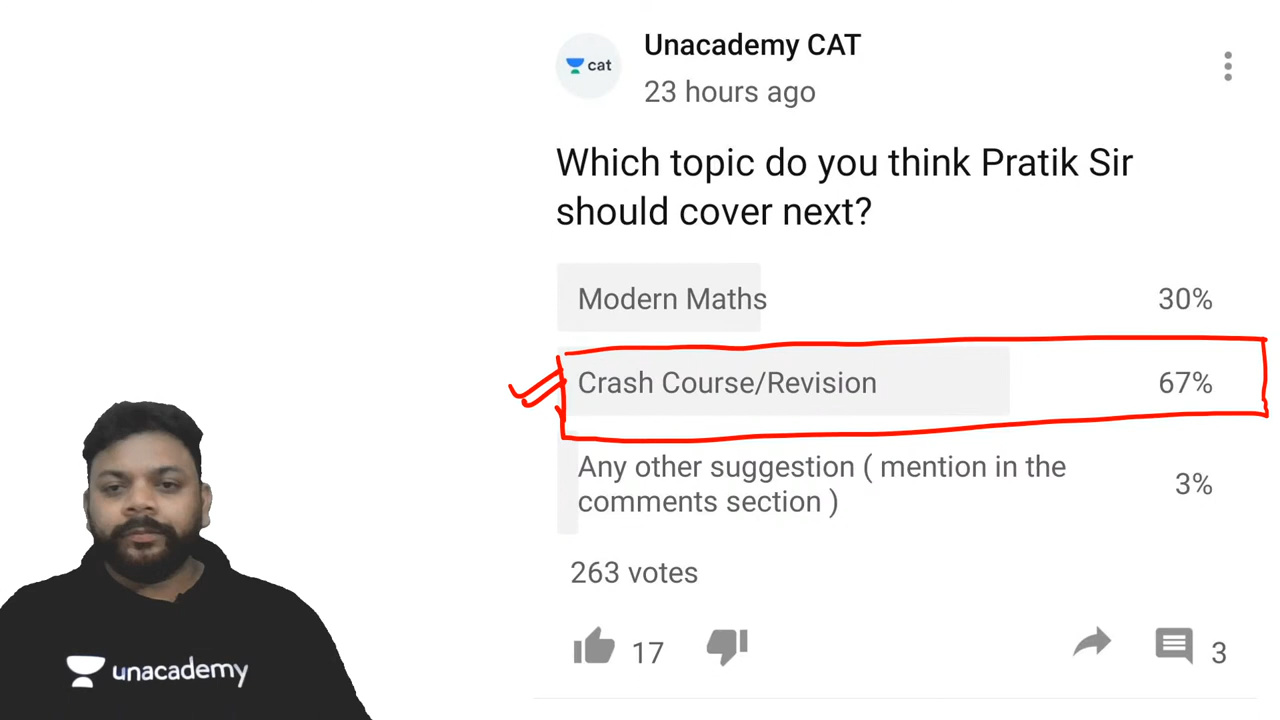 Unacademy CAT
cat
23 hours ago
Which topic do you think Pratik Sir
should cover next?
Modern Maths 30%
Crash Course/Revision 67%
Any other suggestion ( mention in the
comments section ) 3%
263 votes
17 3
unacademy